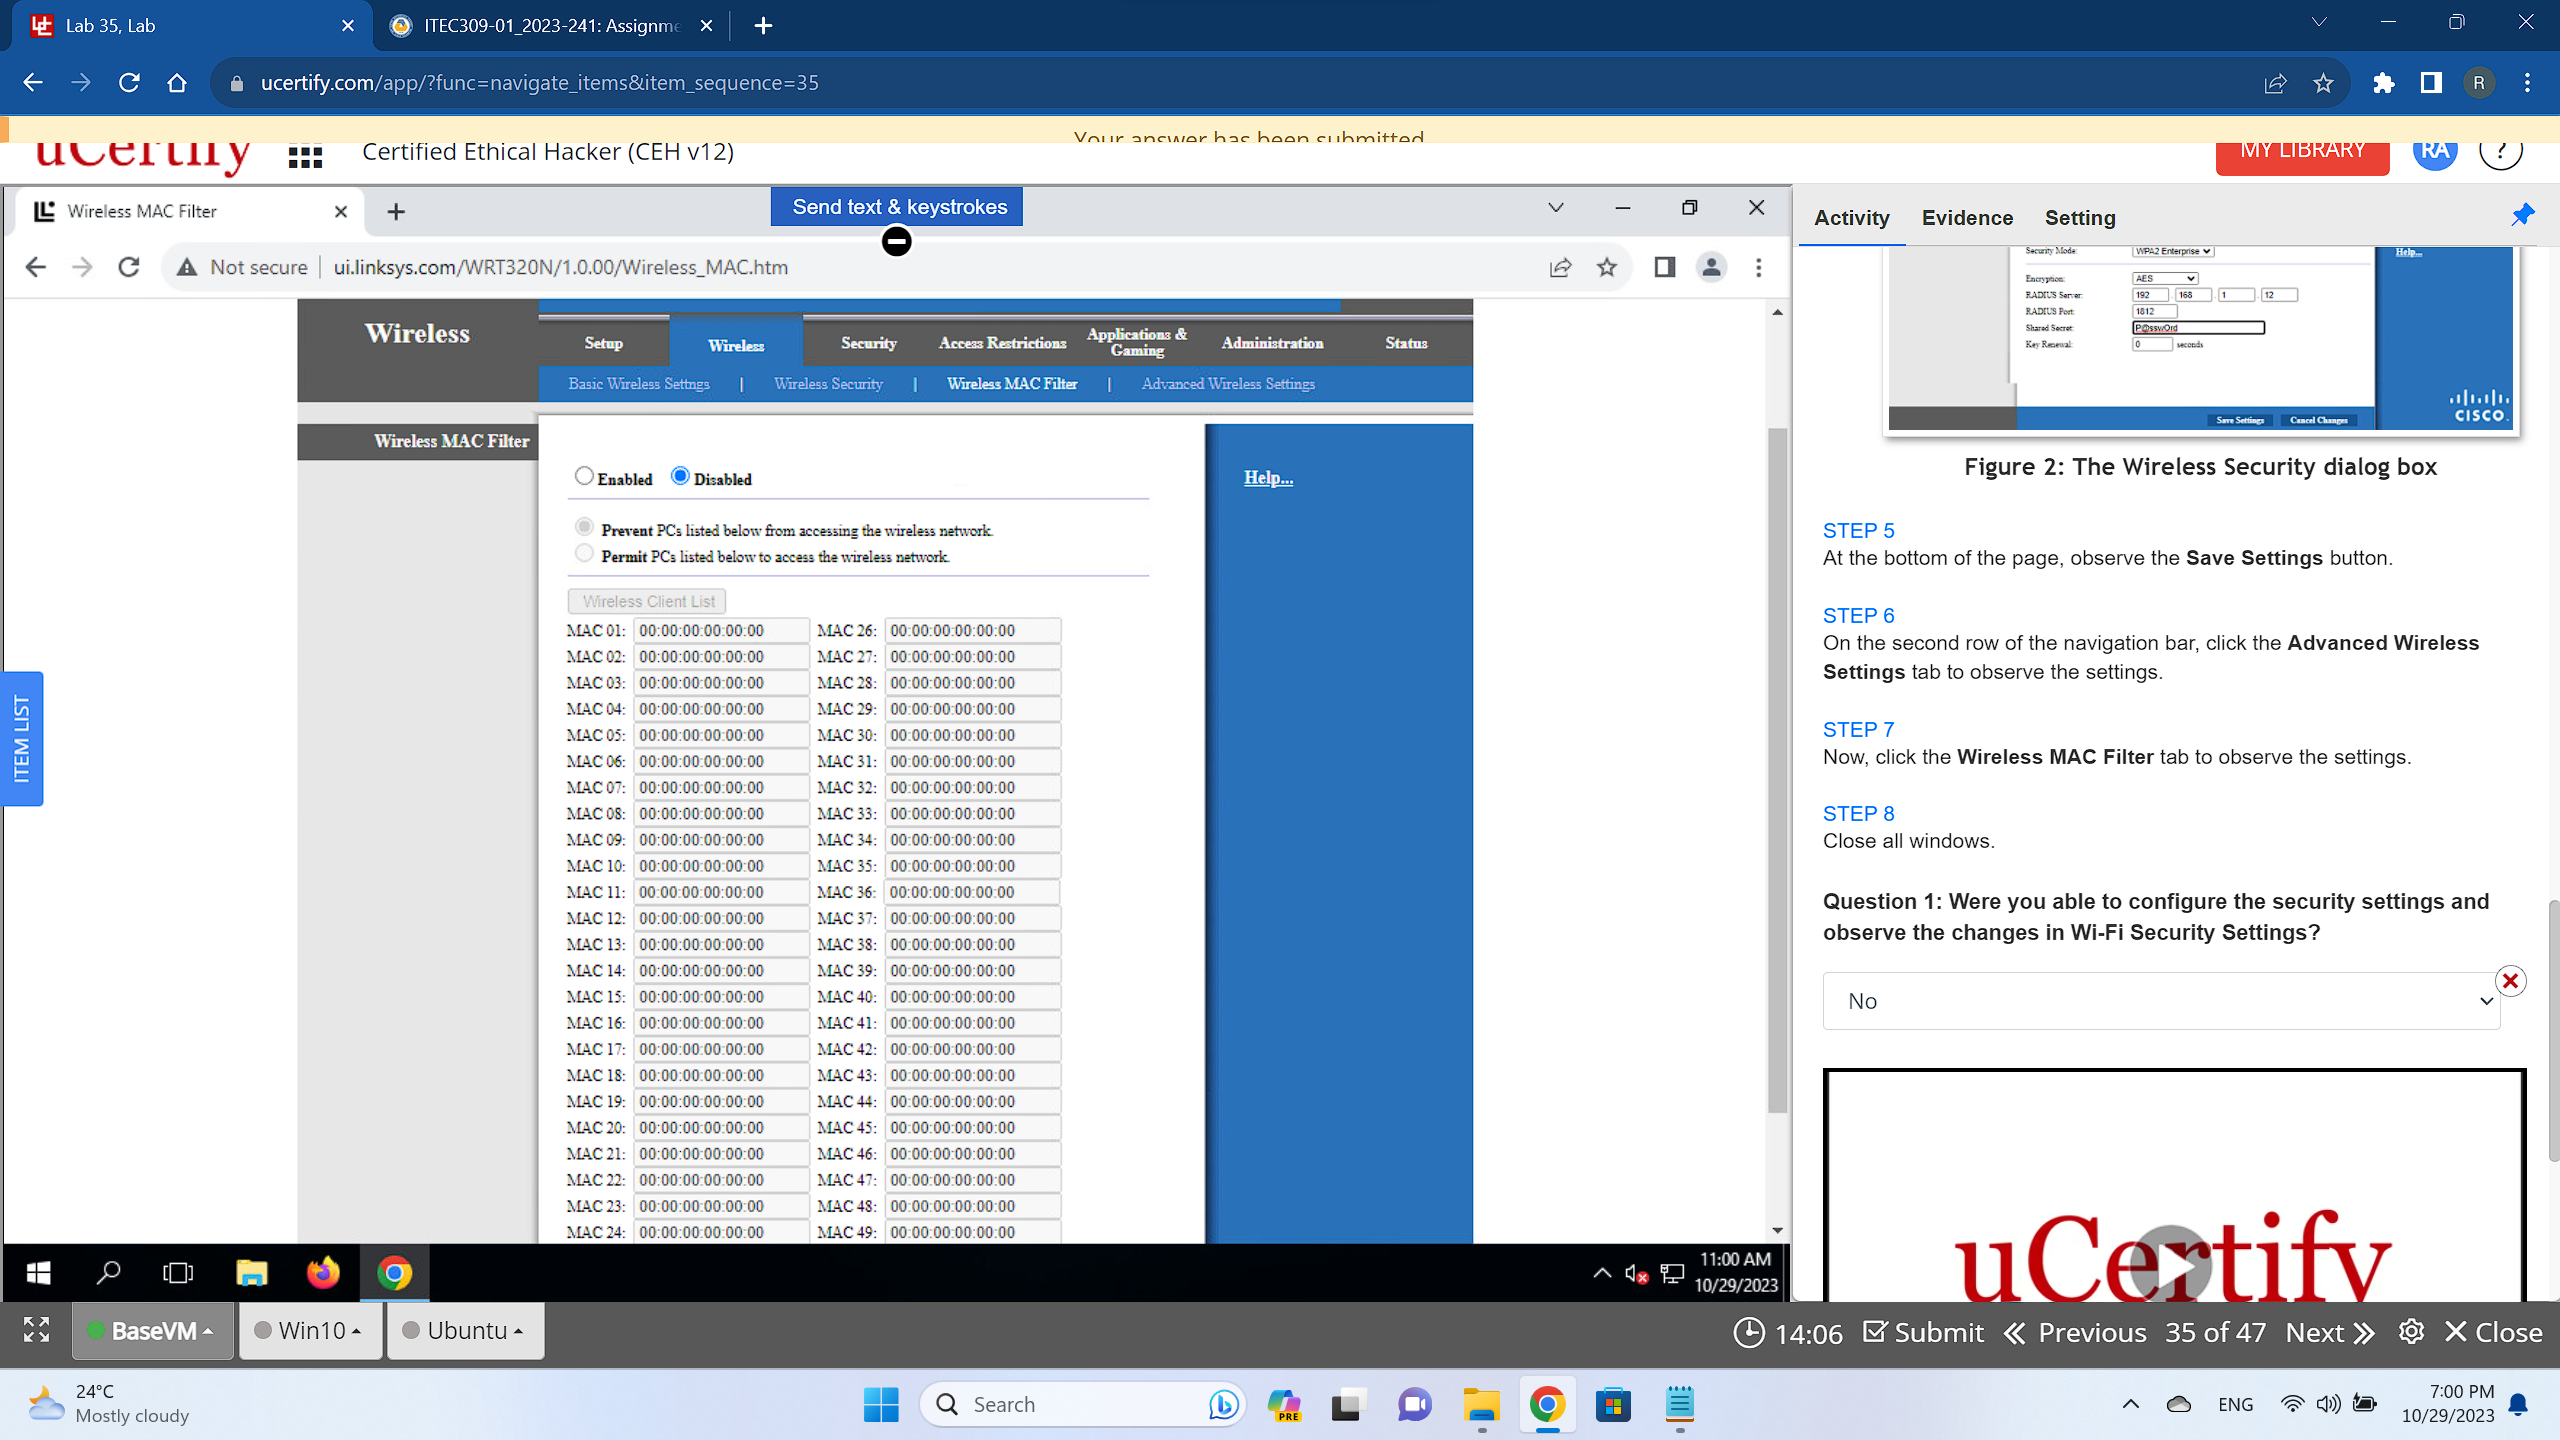 Lab 35, Lab
ITEC309-01_2023-241: Assignme
ucertify.com/app/?func=navigate_items&item_sequence=35
R
Your answer has been submitted
uCertify
Certified Ethical Hacker (CEH v12)
MY LIBRARY
RA
?
Wireless MAC Filter
Send text & keystrokes
Not secure
ui.linksys.com/WRT320N/1.0.00/Wireless_MAC.htm
Wireless
Setup
Wireless
Security
Access Restrictions
Applications & Gaming
Administration
Status
Basic Wireless Settngs | Wireless Security | Wireless MAC Filter | Advanced Wireless Settings
Wireless MAC Filter
Enabled Disabled
Help...
Prevent PCs listed below from accessing the wireless network.
Permit PCs listed below to access the wireless network.
Wireless Client List
MAC 01: 00:00:00:00:00:00 MAC 26: 00:00:00:00:00:00
MAC 02: 00:00:00:00:00:00 MAC 27: 00:00:00:00:00:00
MAC 03: 00:00:00:00:00:00 MAC 28: 00:00:00:00:00:00
MAC 04: 00:00:00:00:00:00 MAC 29: 00:00:00:00:00:00
MAC 05: 00:00:00:00:00:00 MAC 30: 00:00:00:00:00:00
MAC 06: 00:00:00:00:00:00 MAC 31: 00:00:00:00:00:00
MAC 07: 00:00:00:00:00:00 MAC 32: 00:00:00:00:00:00
MAC 08: 00:00:00:00:00:00 MAC 33: 00:00:00:00:00:00
MAC 09: 00:00:00:00:00:00 MAC 34: 00:00:00:00:00:00
MAC 10: 00:00:00:00:00:00 MAC 35: 00:00:00:00:00:00
MAC 11: 00:00:00:00:00:00 MAC 36: 00:00:00:00:00:00
MAC 12: 00:00:00:00:00:00 MAC 37: 00:00:00:00:00:00
MAC 13: 00:00:00:00:00:00 MAC 38: 00:00:00:00:00:00
MAC 14: 00:00:00:00:00:00 MAC 39: 00:00:00:00:00:00
MAC 15: 00:00:00:00:00:00 MAC 40: 00:00:00:00:00:00
MAC 16: 00:00:00:00:00:00 MAC 41: 00:00:00:00:00:00
MAC 17: 00:00:00:00:00:00 MAC 42: 00:00:00:00:00:00
MAC 18: 00:00:00:00:00:00 MAC 43: 00:00:00:00:00:00
MAC 19: 00:00:00:00:00:00 MAC 44: 00:00:00:00:00:00
MAC 20: 00:00:00:00:00:00 MAC 45: 00:00:00:00:00:00
MAC 21: 00:00:00:00:00:00 MAC 46: 00:00:00:00:00:00
MAC 22: 00:00:00:00:00:00 MAC 47: 00:00:00:00:00:00
MAC 23: 00:00:00:00:00:00 MAC 48: 00:00:00:00:00:00
MAC 24: 00:00:00:00:00:00 MAC 49: 00:00:00:00:00:00
ITEM LIST
11:00 AM
10/29/2023
Activity Evidence Setting
Security Mode: WPA2 Enterprise
Help...
Encryption: AES
RADIUS Server: 192 . 168 . 1 . 12
RADIUS Port: 1812
Shared Secret: P@sswOrd
Key Renewal: 0 seconds
CISCO.
Save Settings Cancel Changes
Figure 2: The Wireless Security dialog box
STEP 5
At the bottom of the page, observe the Save Settings button.
STEP 6
On the second row of the navigation bar, click the Advanced Wireless
Settings tab to observe the settings.
STEP 7
Now, click the Wireless MAC Filter tab to observe the settings.
STEP 8
Close all windows.
Question 1: Were you able to configure the security settings and
observe the changes in Wi-Fi Security Settings?
No
uCertify
BaseVM Win10 Ubuntu
14:06 Submit Previous 35 of 47 Next Close
24°C
Mostly cloudy
Search
PRE
ENG
7:00 PM
10/29/2023